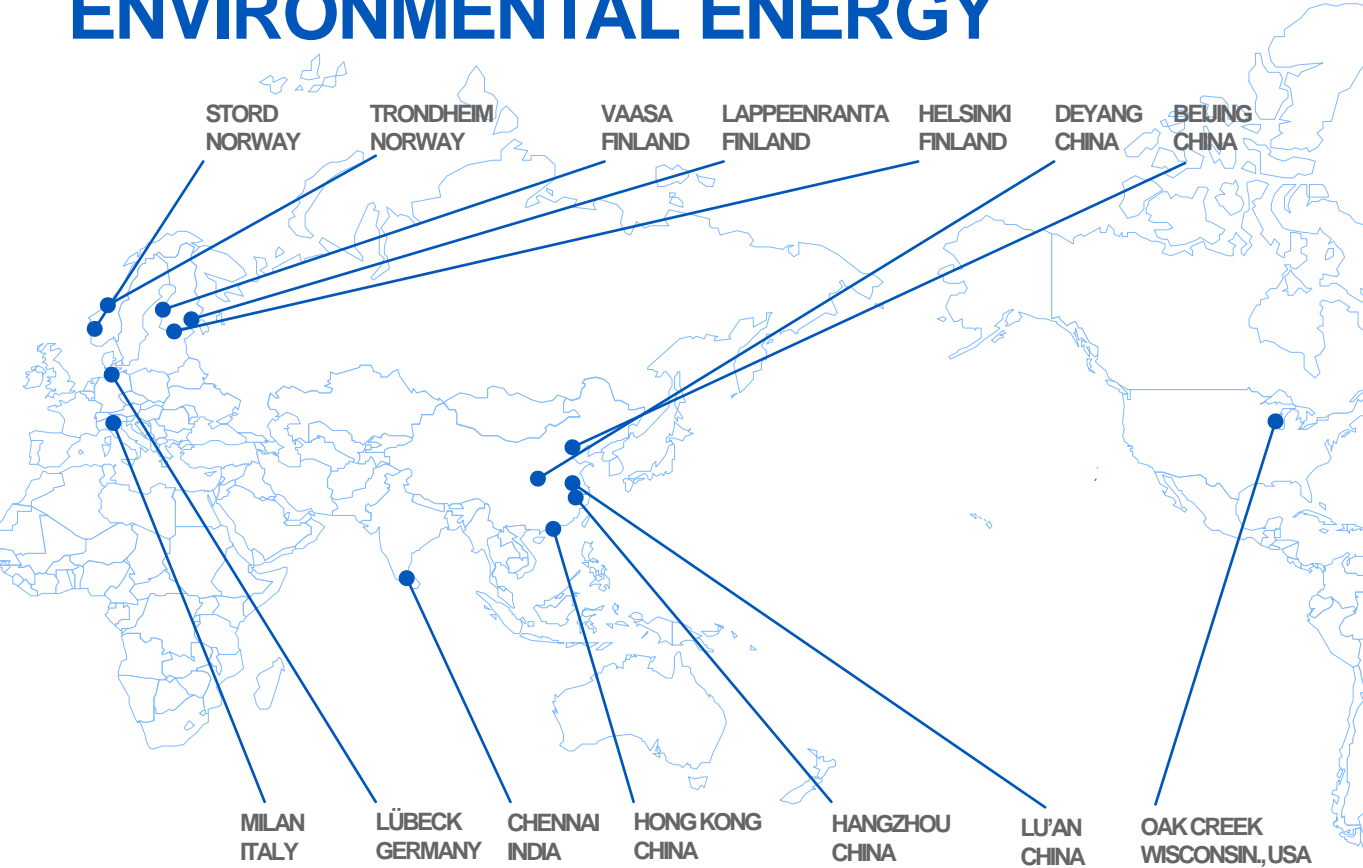 ENVIRONMENTAL ENERGY
STORD
NORWAY
TRONDHEIM
NORWAY
VAASA
FINLAND
LAPPEENRANTA
FINLAND
HELSINKI
FINLAND
DEYANG
CHINA
BEIJING
CHINA
MILAN
ITALY
LÜBECK
GERMANY
CHENNAI
INDIA
HONG KONG
CHINA
HANGZHOU
CHINA
LU'AN
CHINA
OAK CREEK
WISCONSIN., USA